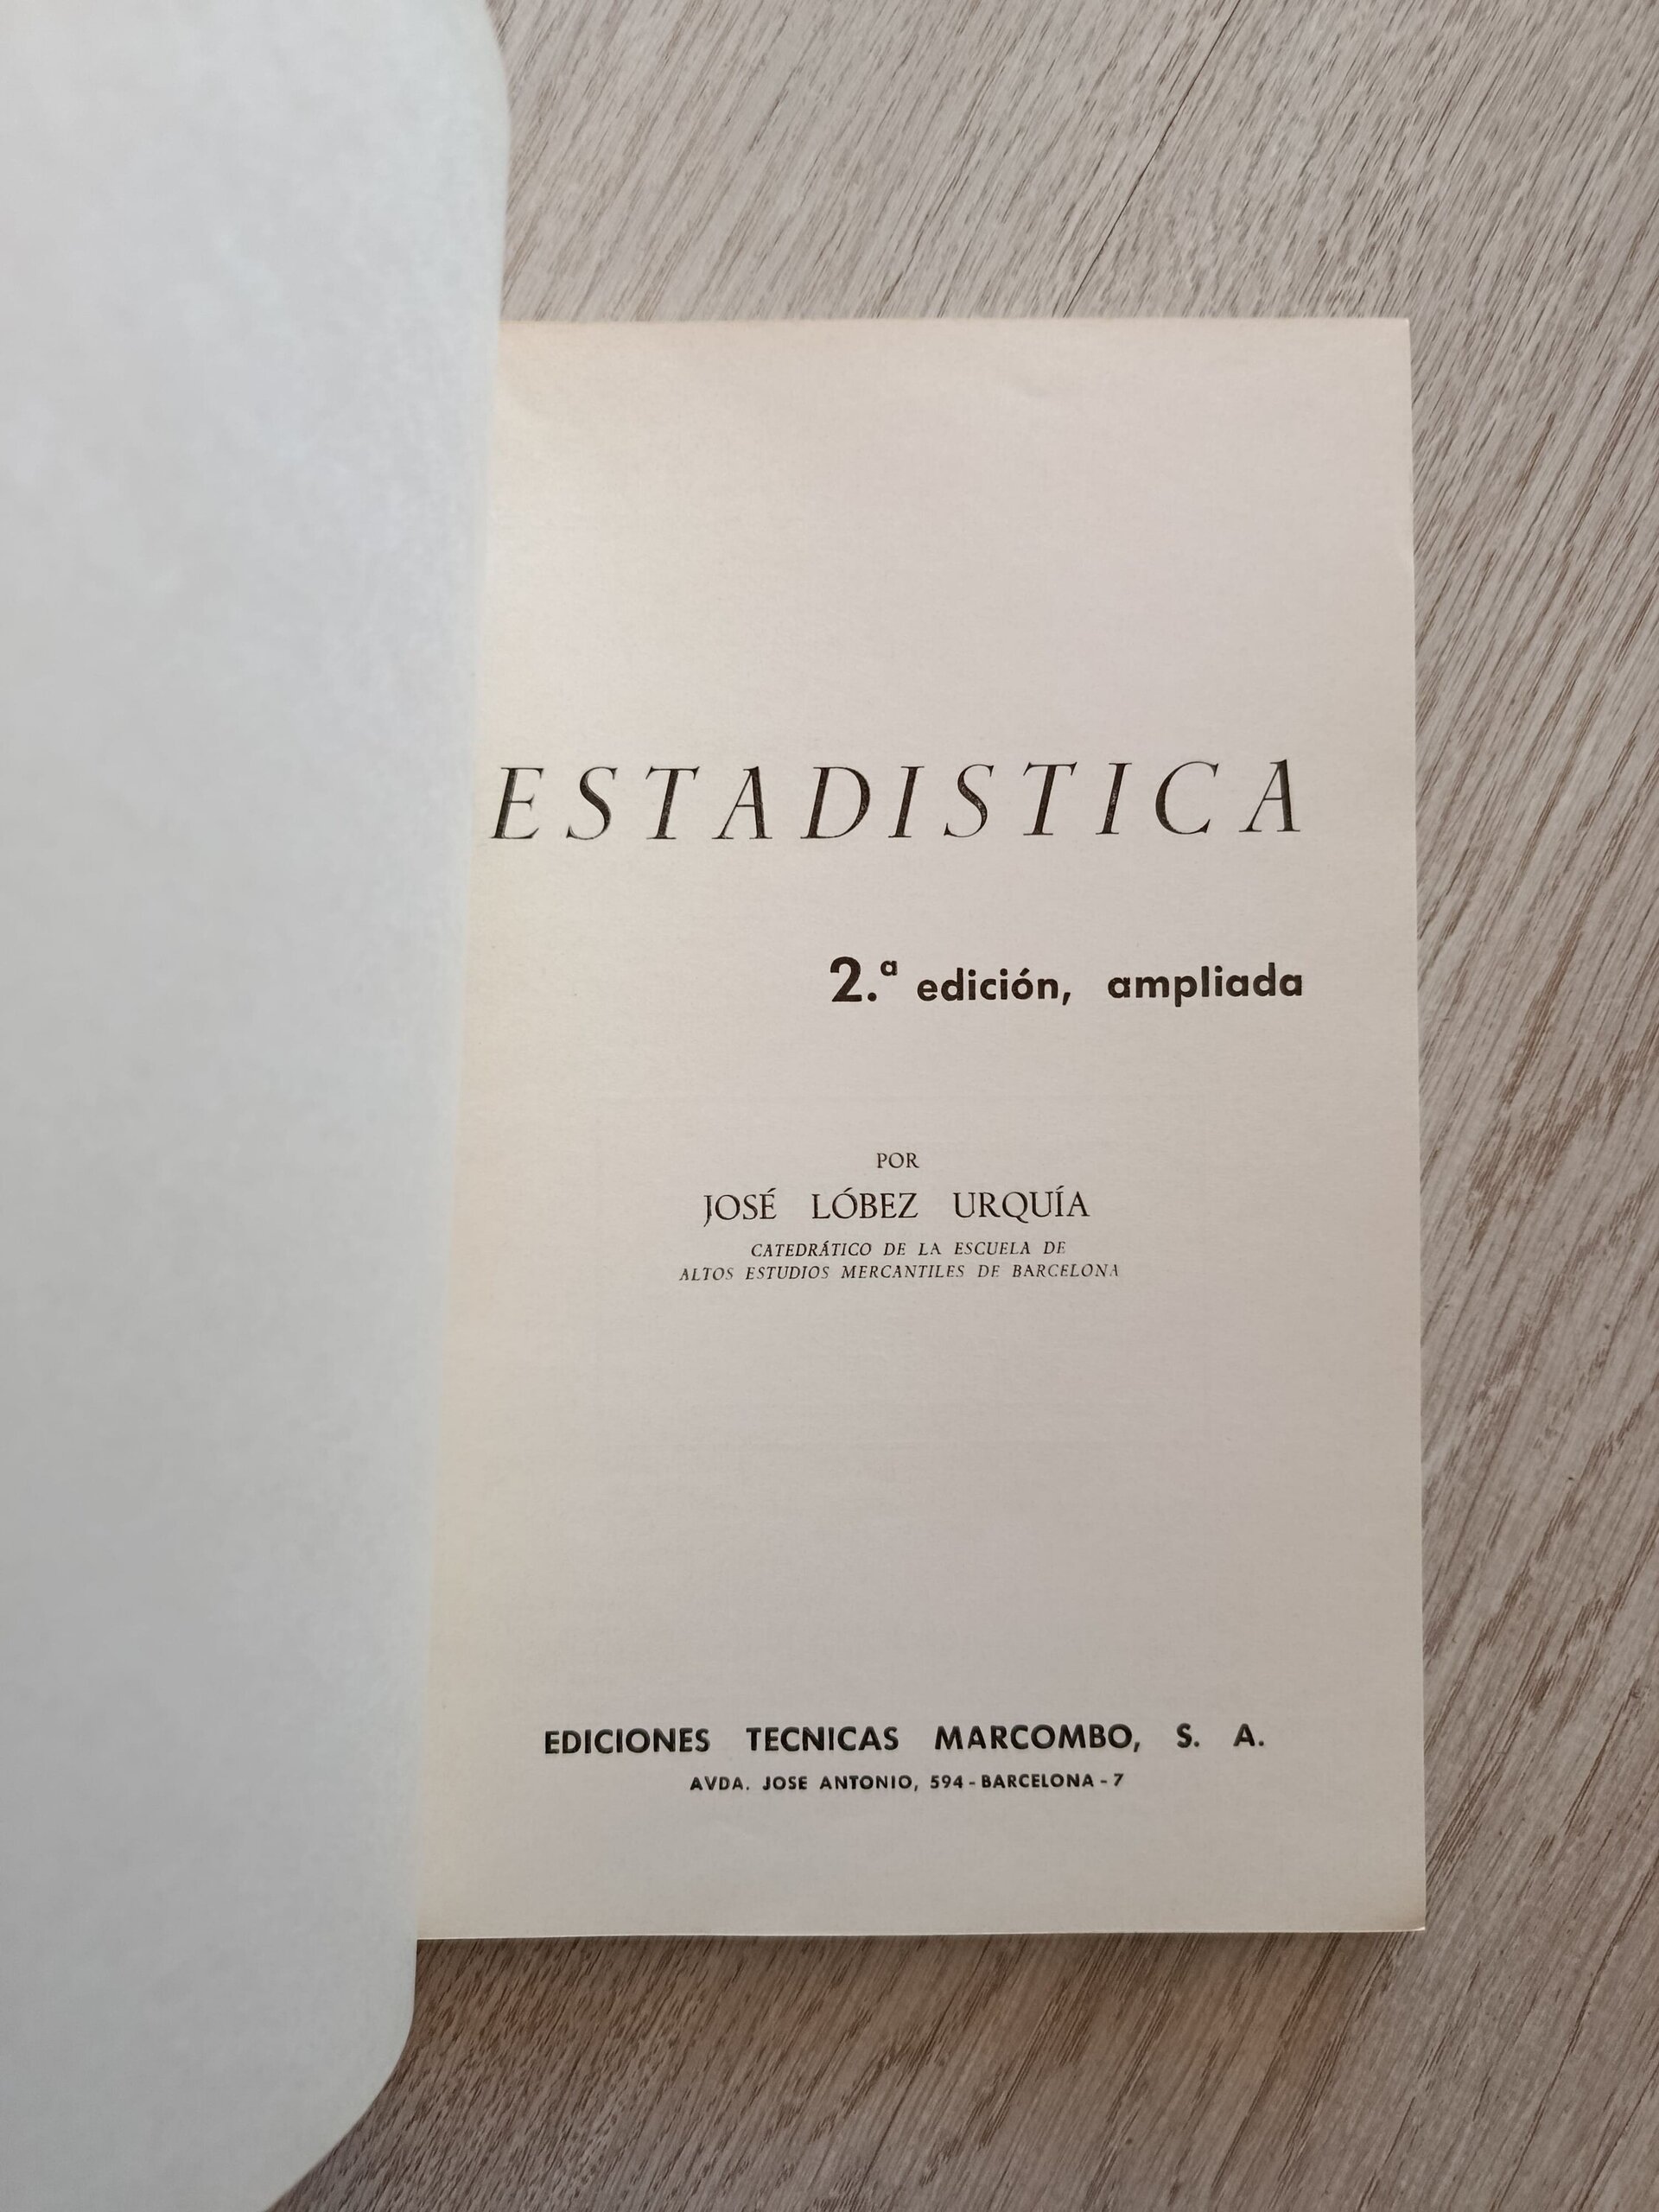 ESTADISTICA
2.ª edición, ampliada
POR
JOSÉ LÓBEZ URQUÍA
CATEDRÁTICO DE LA ESCUELA DE
ALTOS ESTUDIOS MERCANTILES DE BARCELONA
EDICIONES TECNICAS MARCOMBO, S. A.
AVDA. JOSE ANTONIO, 594 - BARCELONA - 7